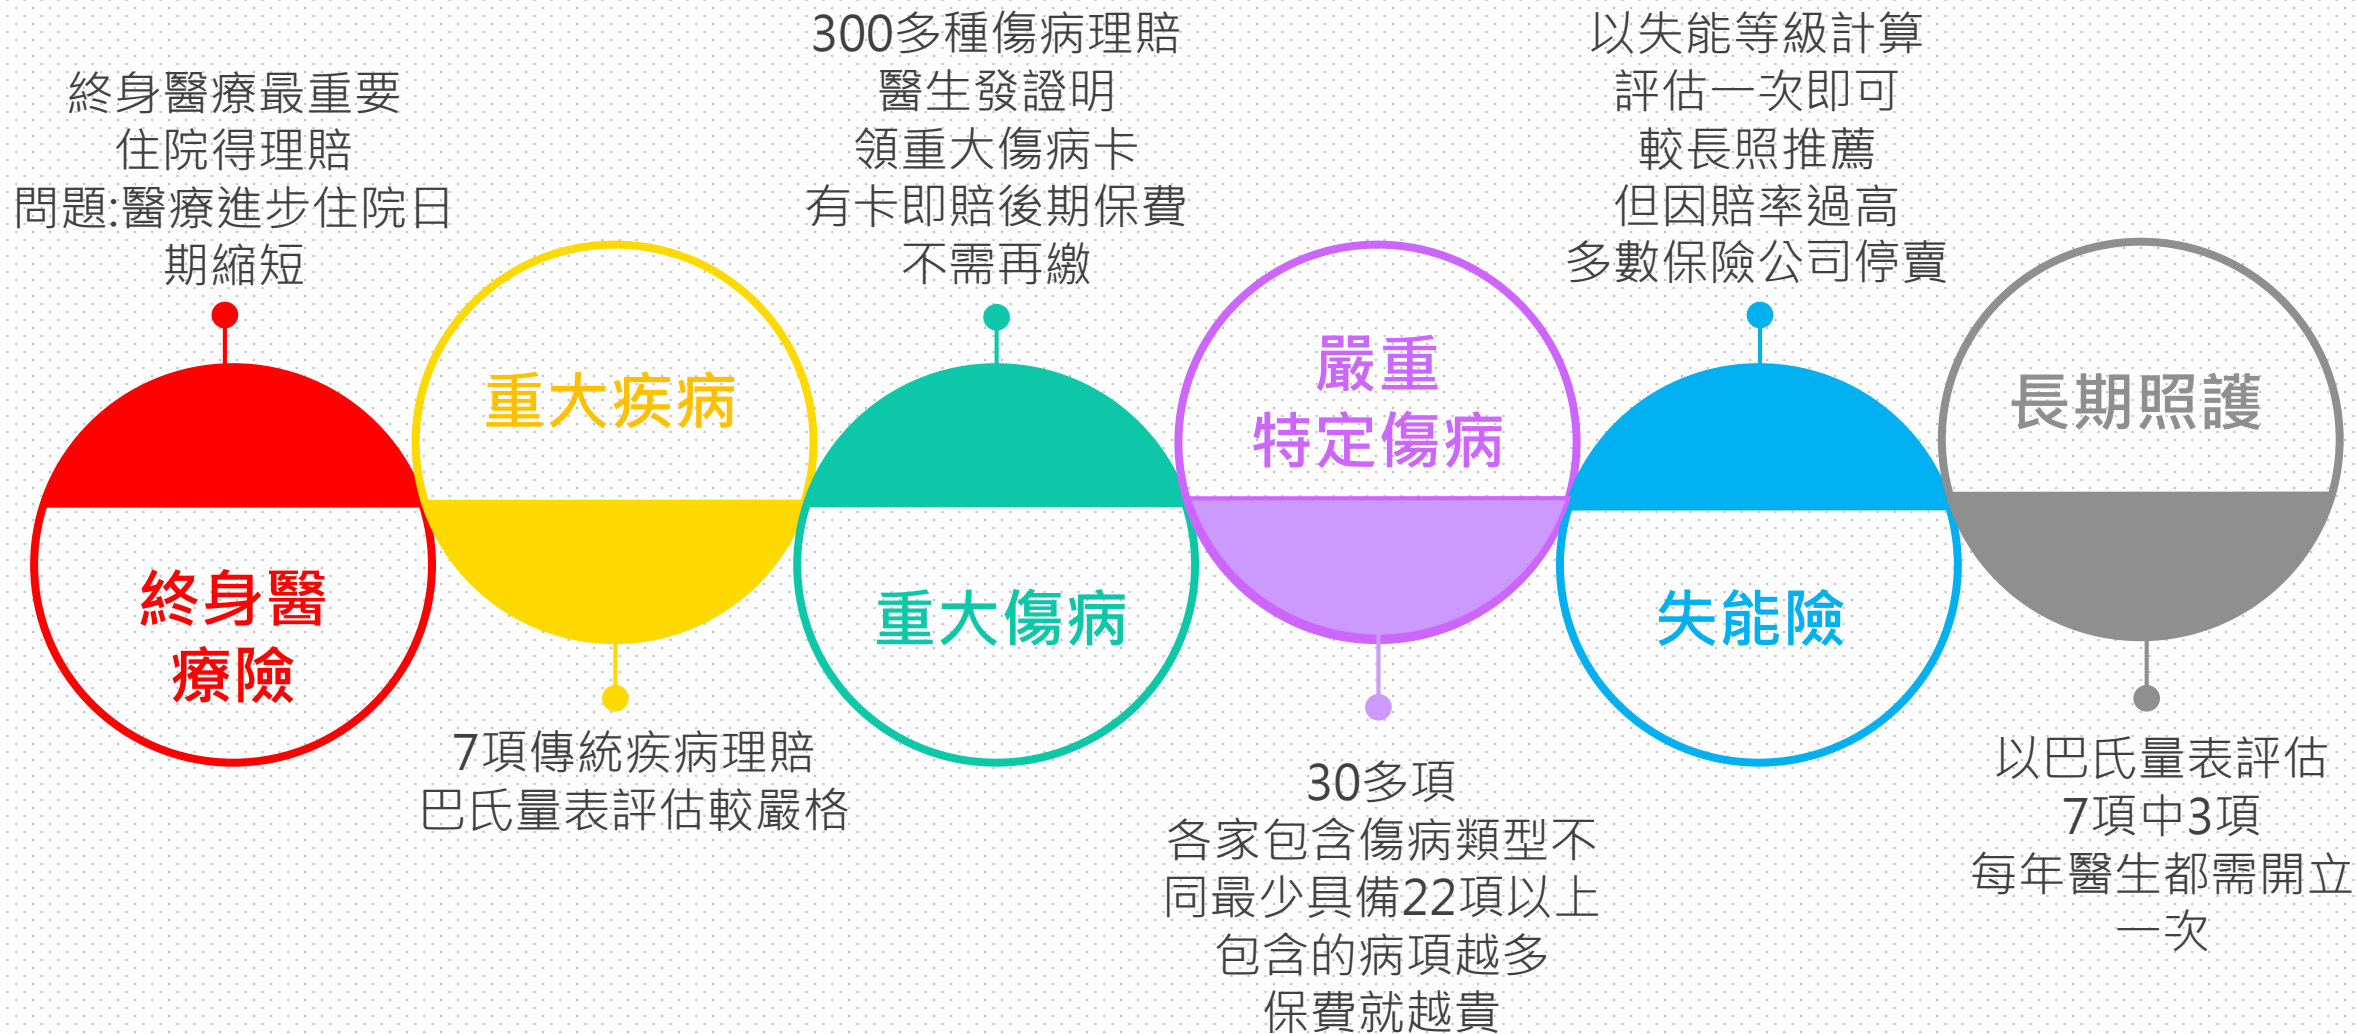 終身醫療最重要
住院得理賠
問題:醫療進步住院日
期縮短
終身醫
療險
重大疾病
7項傳統疾病理賠
巴氏量表評估較嚴格
300多種傷病理賠
醫生發證明
領重大傷病卡
有卡即賠後期保費
不需再繳
重大傷病
嚴重
特定傷病
30多項
各家包含傷病類型不
同最少具備22項以上
包含的病項越多
保費就越貴
以失能等級計算
評估一次即可
較長照推薦
但因賠率過高
多數保險公司停賣
失能險
長期照護
以巴氏量表評估
7項中3項
每年醫生都需開立
一次